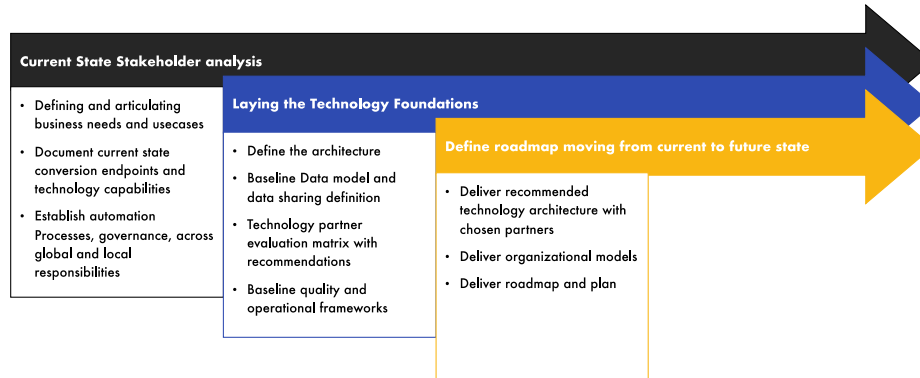 Current State Stakeholder analysis
• Defining and articulating
business needs and usecases
• Document current state
conversion endpoints and
technology capabilities
• Establish automation
Processes, governance, across
global and local
responsibilities
Laying the Technology Foundations
• Define the architecture
• Baseline Data model and
data sharing definition
• Technology partner
evaluation matrix with
recommendations
• Baseline quality and
operational frameworks
Define roadmap moving from current to future state
• Deliver recommended
technology architecture with
chosen partners
• Deliver organizational models
• Deliver roadmap and plan